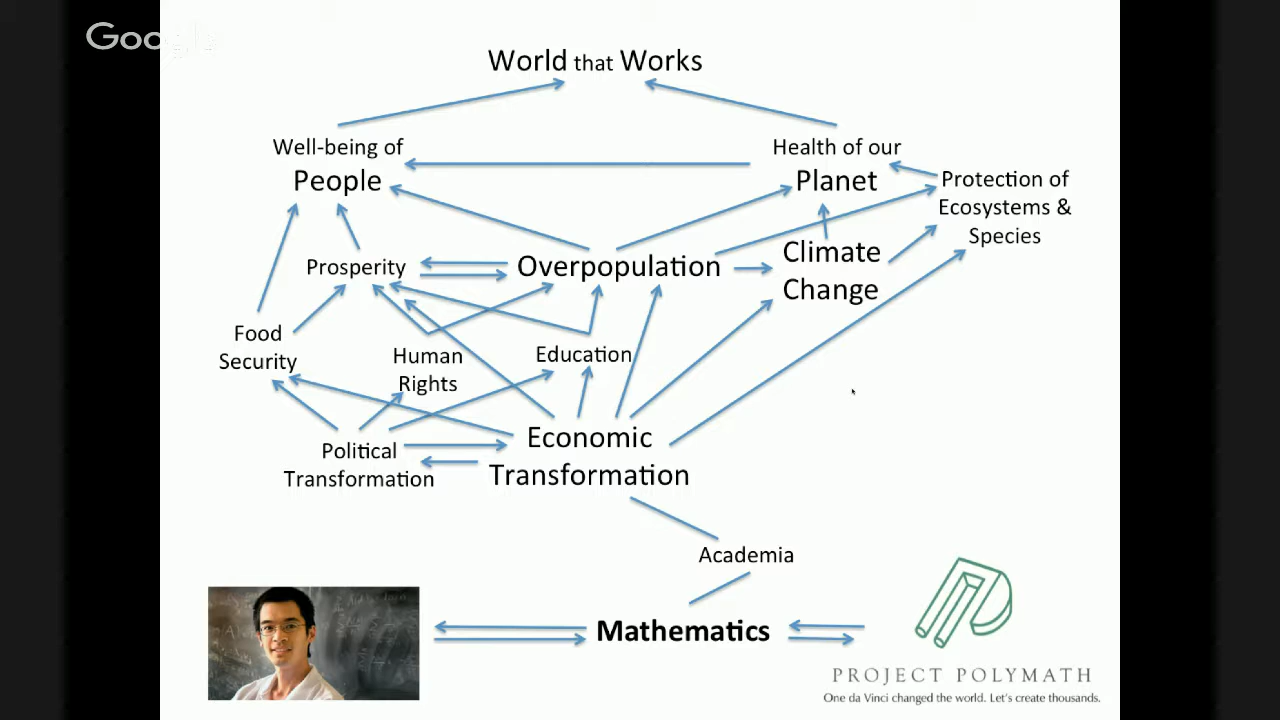 Google
World that Works
Well-being of
People
Health of our
Planet
Protection of
Ecosystems &
Species
Prosperity
Overpopulation
Climate
Change
Food
Security
Human
Rights
Education
Political
Transformation
Economic
Transformation
Academia
Mathematics
PROJECT POLYMATH
One da Vinci changed the world. Let's create thousands.